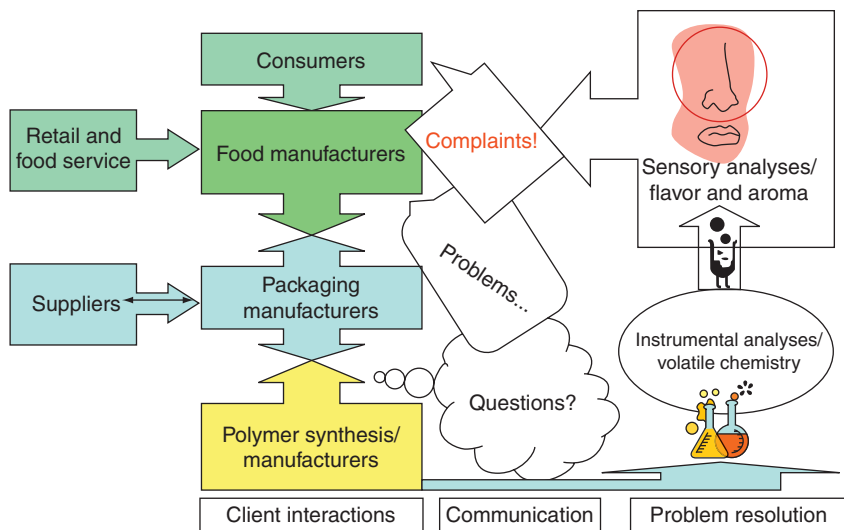 Consumers
Retail and
food service
Food manufacturers
Complaints!
Sensory analyses/
flavor and aroma
Suppliers
Packaging
manufacturers
Problems...
Instrumental analyses/
volatile chemistry
Questions?
Polymer synthesis/
manufacturers
Client interactions
Communication
Problem resolution